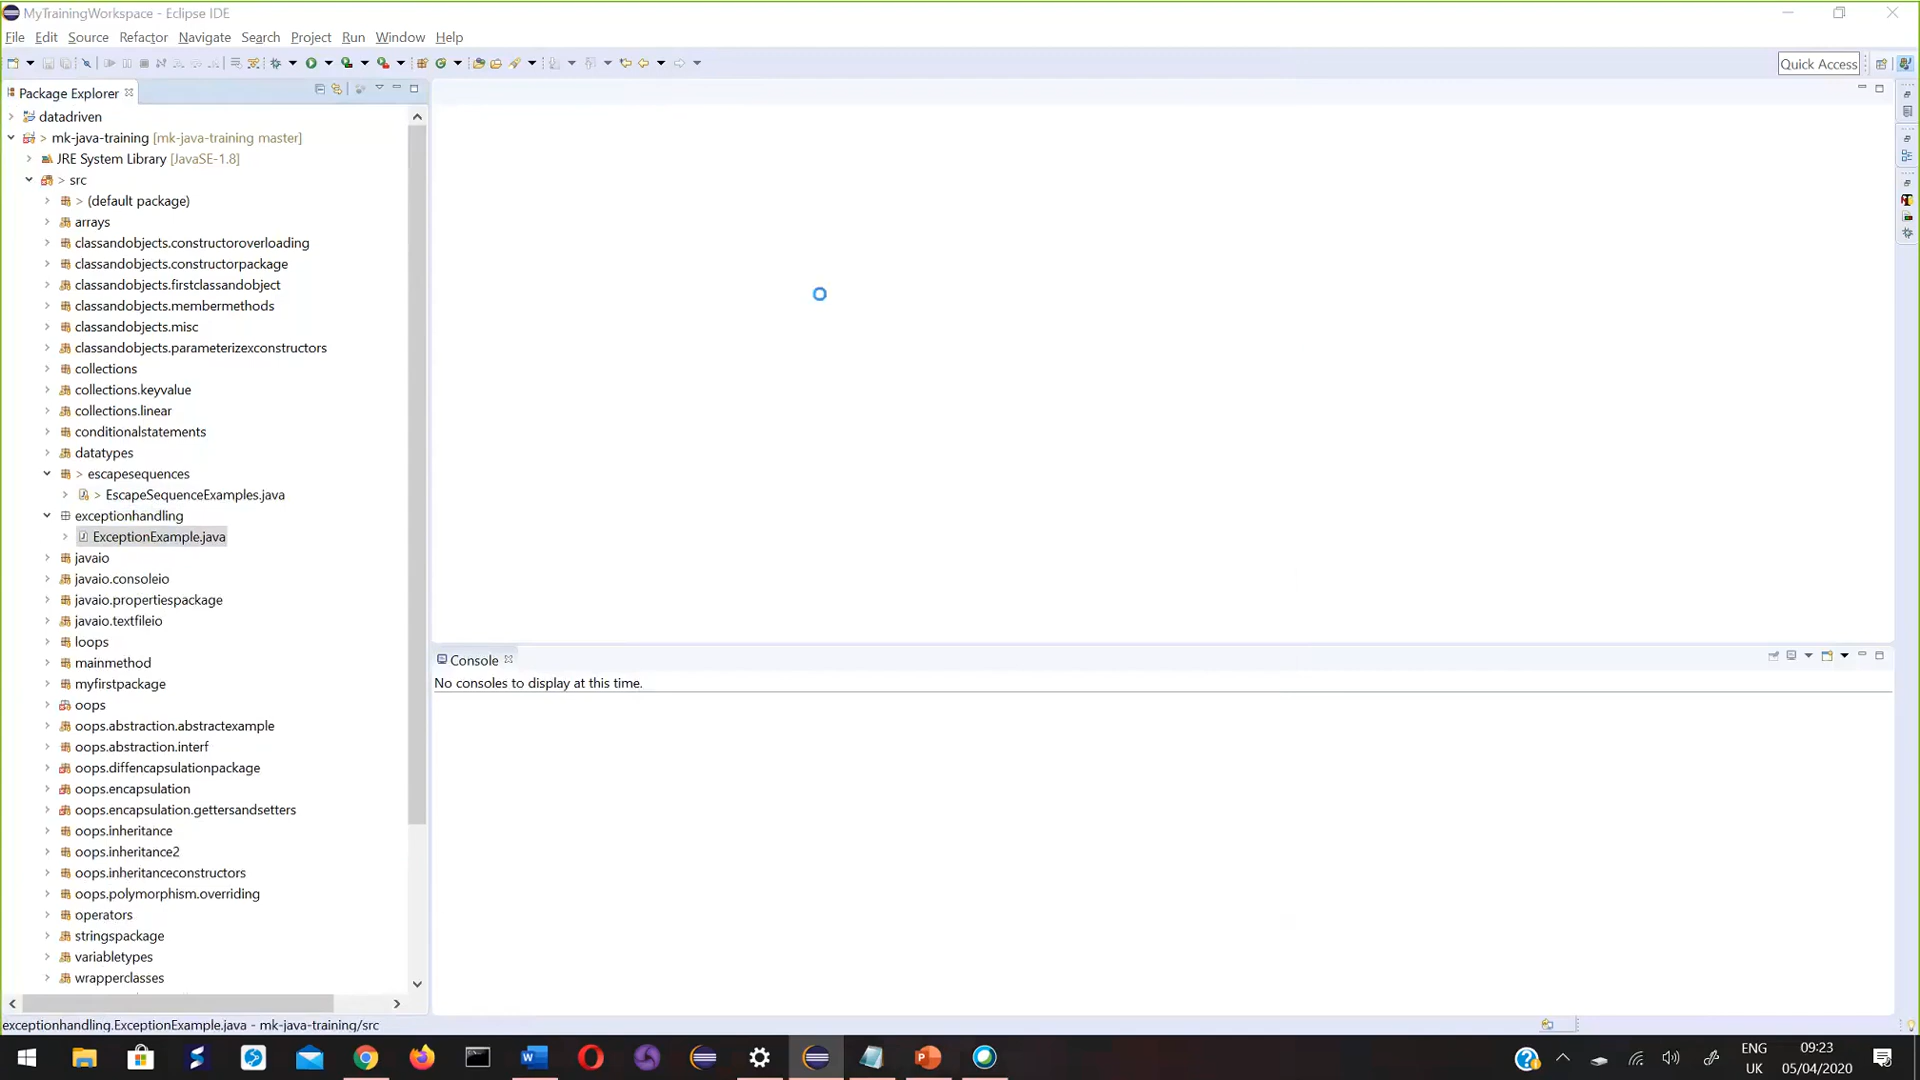 MyTrainingWorkspace - Eclipse IDE
File Edit Source Refactor Navigate Search Project Run Window Help
Quick Access
Package Explorer
datadriven
> mk-java-training [mk-java-training master]
JRE System Library [JavaSE-1.8]
> src
> (default package)
arrays
classandobjects.constructoroverloading
classandobjects.constructorpackage
classandobjects.firstclassandobject
classandobjects.membermethods
classandobjects.misc
classandobjects.parameterizexconstructors
collections
collections.keyvalue
collections.linear
conditionalstatements
datatypes
> escapesequences
> EscapeSequenceExamples.java
exceptionhandling
ExceptionExample.java
javaio
javaio.consoleio
javaio.propertiespackage
javaio.textfileio
loops
mainmethod
myfirstpackage
oops
oops.abstraction.abstractexample
oops.abstraction.interf
oops.diffencapsulationpackage
oops.encapsulation
oops.encapsulation.gettersandsetters
oops.inheritance
oops.inheritance2
oops.inheritanceconstructors
oops.polymorphism.overriding
operators
stringspackage
variabletypes
wrapperclasses
Console
No consoles to display at this time.
exceptionhandling.ExceptionExample.java - mk-java-training/src
ENG
UK
09:23
05/04/2020